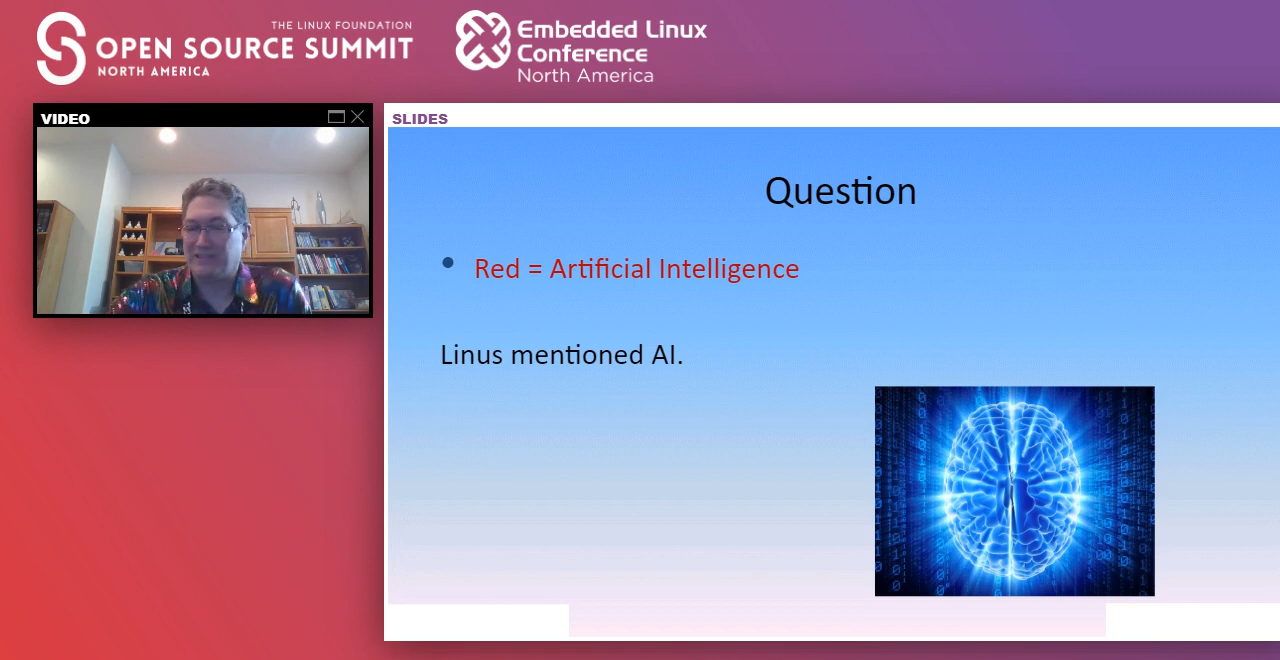 THE LINUX FOUNDATION
OPEN SOURCE SUMMIT
NORTH AMERICA
Embedded Linux
Conference
North America
VIDEO
SLIDES
Question
Red = Artificial Intelligence
Linus mentioned AI.